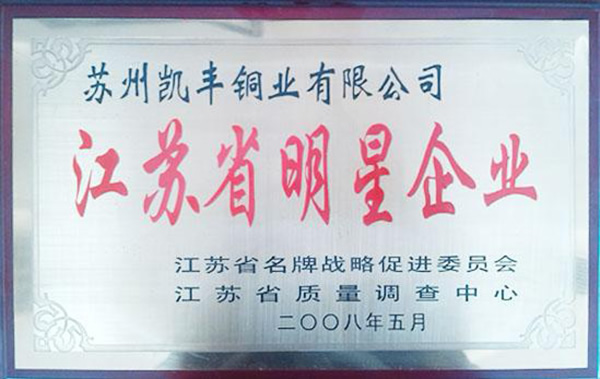 苏州凯丰铜业有限公司
江苏省明星企业
江苏省名牌战略促进委员会
江苏省质量调查中心
二〇〇八年五月